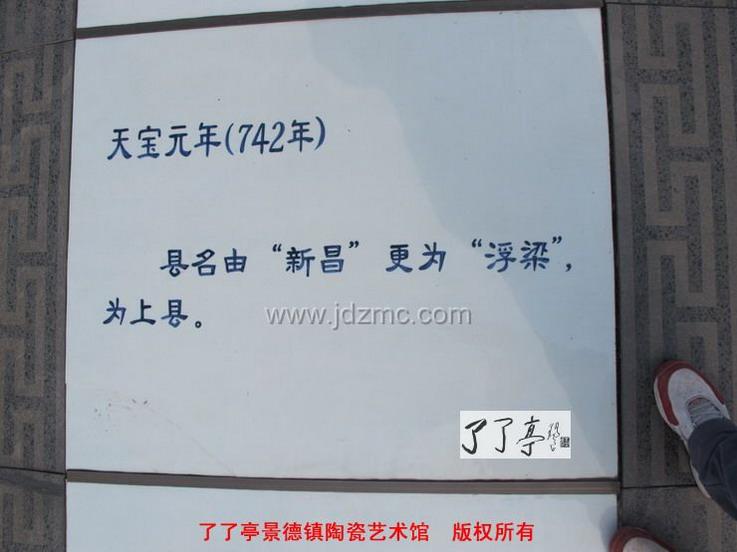 天宝元年(742年)
县名由“新昌”更为“浮梁”,
为上县。
www.jdzmc.com
了了亭
了了亭景德镇陶瓷艺术馆 版权所有